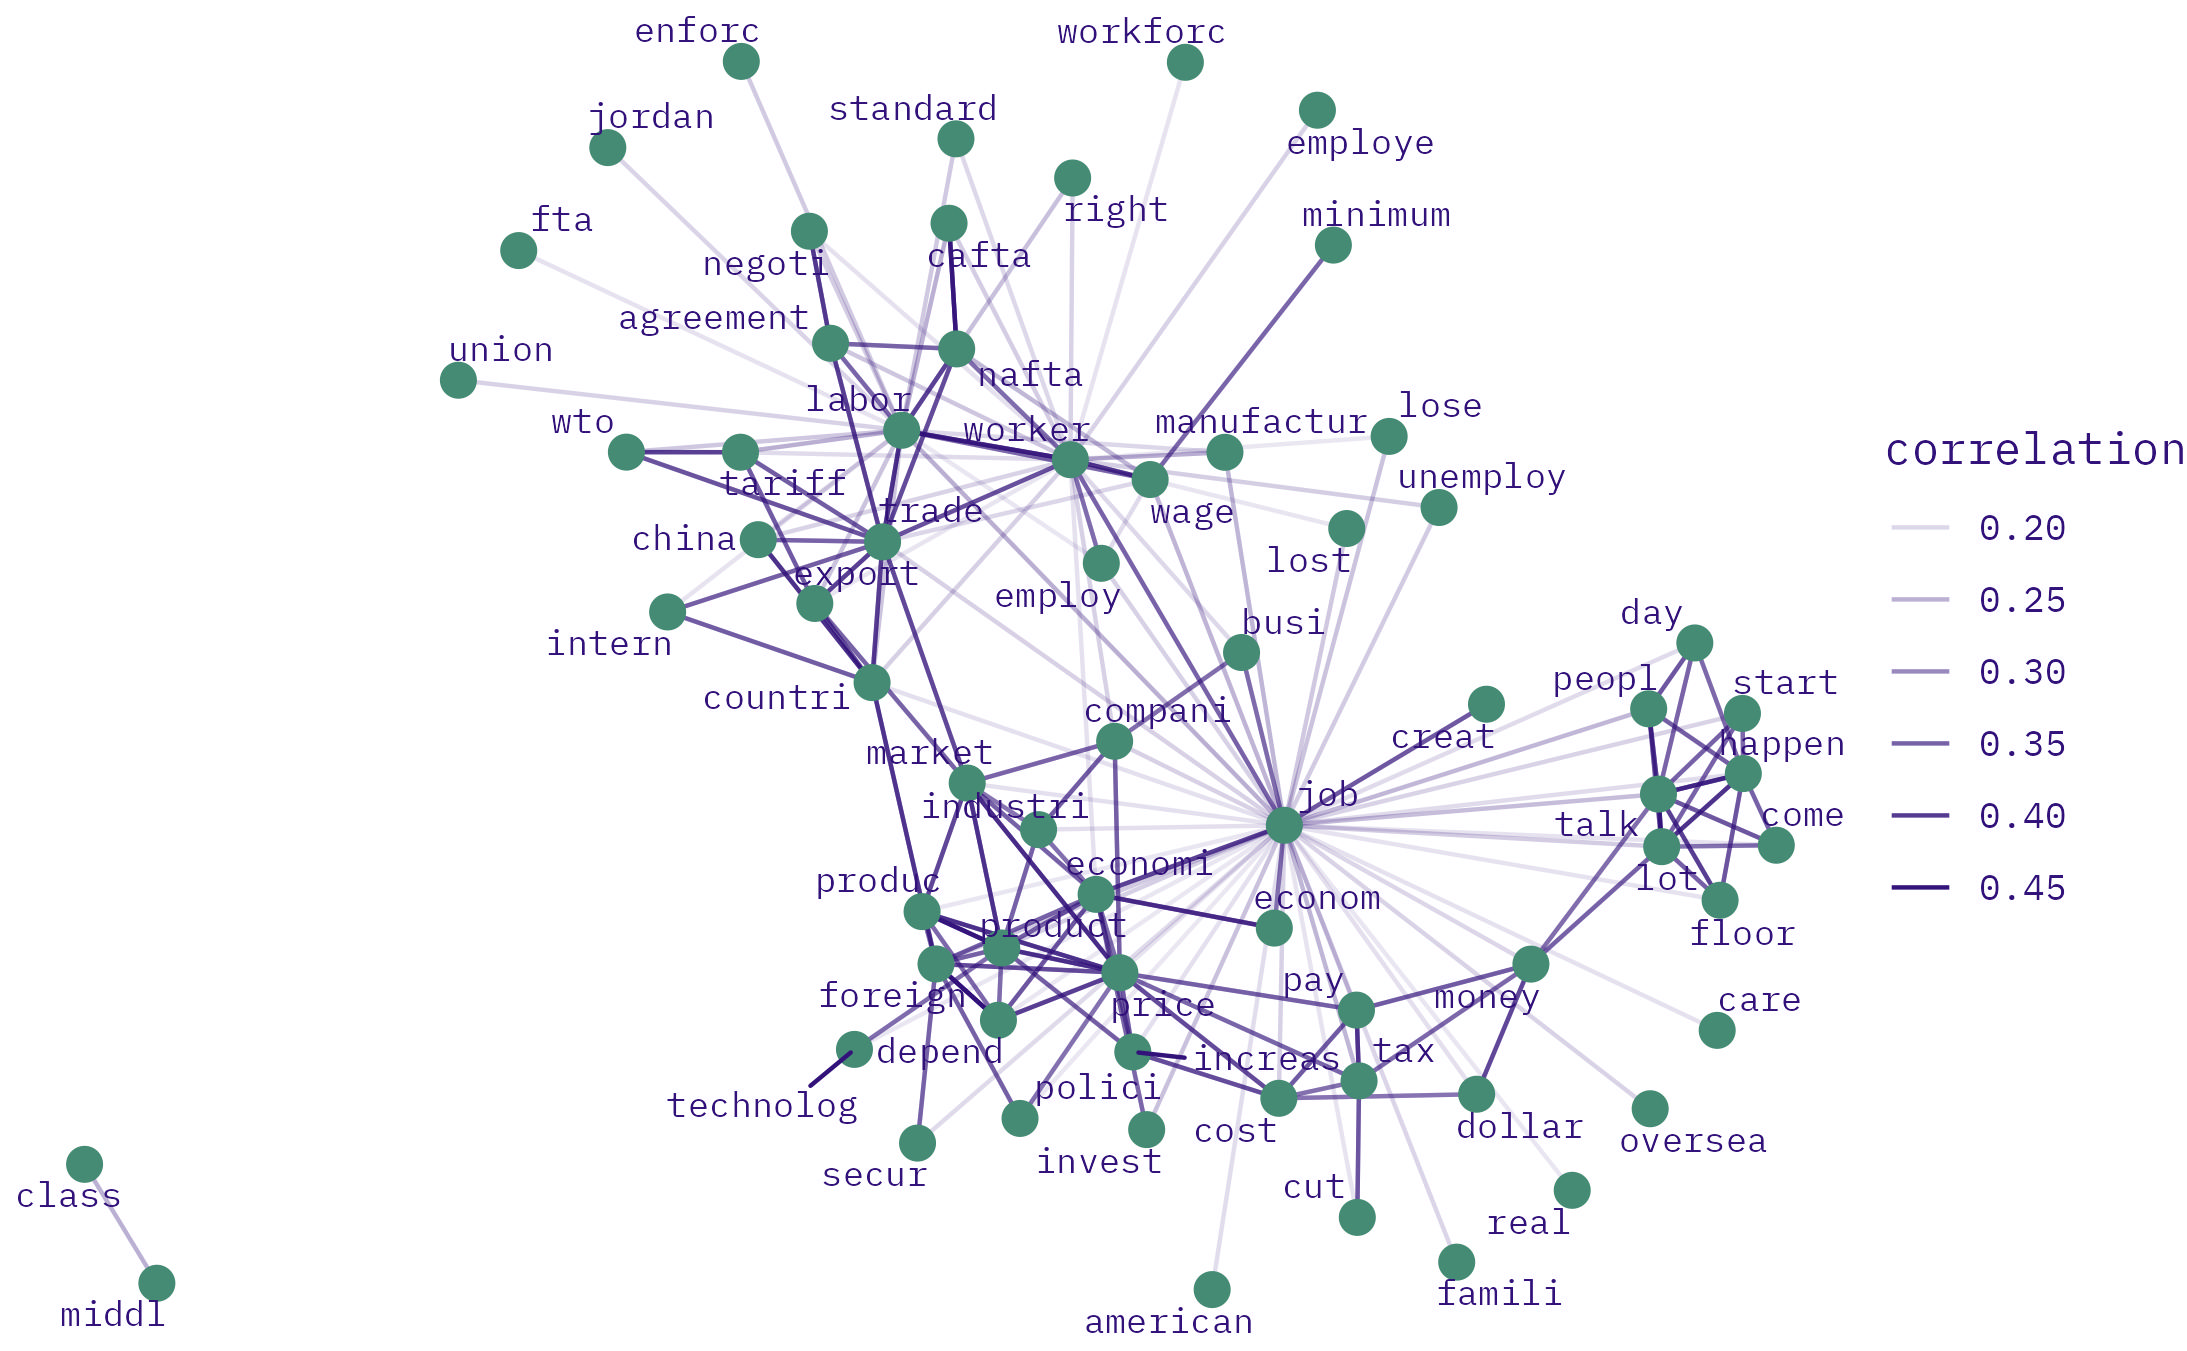 enforc
workforc
standard
jordan
employe
right
minimum
fta
negoti
cafta
agreement
union
nafta
labor
lose
wto
worker
manufactur
tariff
unemploy
trade
wage
china
lost
export
employ
intern
busi
day
countri
compani
peopl
start
market
creat
happen
industri
job
talk
come
economi
produc
econom
lot
product
floor
foreign
price
pay
money
care
depend
increas
tax
technolog
polici
cost
dollar
oversea
invest
secur
cut
class
real
middl
american
famili
correlation
0.20
0.25
0.30
0.35
0.40
0.45